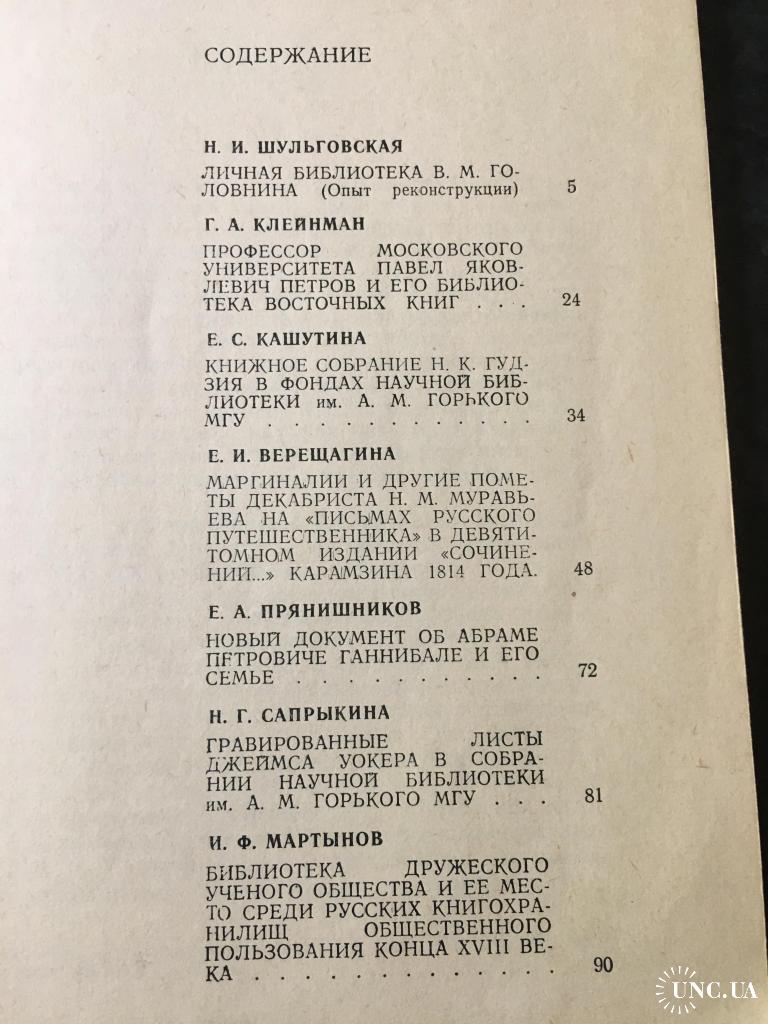 СОДЕРЖАНИЕ
Н. И. ШУЛЬГОВСКАЯ
ЛИЧНАЯ БИБЛИОТЕКА В. М. ГО-
ЛОВНИНА (Опыт реконструкции) 5
Г. А. КЛЕЙНМАН
ПРОФЕССОР МОСКОВСКОГО
УНИВЕРСИТЕТА ПАВЕЛ ЯКОВ-
ЛЕВИЧ ПЕТРОВ И ЕГО БИБЛИО-
ТЕКА ВОСТОЧНЫХ КНИГ . . . 24
Е. С. КАШУТИНА
КНИЖНОЕ СОБРАНИЕ Н. К. ГУД-
ЗИЯ В ФОНДАХ НАУЧНОЙ БИБ-
ЛИОТЕКИ им. А. М. ГОРЬКОГО
МГУ . . . . . . . . . . . . 34
Е. И. ВЕРЕЩАГИНА
МАРГИНАЛИИ И ДРУГИЕ ПОМЕ-
ТЫ ДЕКАБРИСТА Н. М. МУРАВЬ-
ЕВА НА «ПИСЬМАХ РУССКОГО
ПУТЕШЕСТВЕННИКА» В ДЕВЯТИ-
ТОМНОМ ИЗДАНИИ «СОЧИНЕ-
НИЙ...» КАРАМЗИНА 1814 ГОДА. 48
Е. А. ПРЯНИШНИКОВ
НОВЫЙ ДОКУМЕНТ ОБ АБРАМЕ
ПЕТРОВИЧЕ ГАННИБАЛЕ И ЕГО
СЕМЬЕ . . . . . . . . . . . 72
Н. Г. САПРЫКИНА
ГРАВИРОВАННЫЕ ЛИСТЫ
ДЖЕЙМСА УОКЕРА В СОБРА-
НИИ НАУЧНОЙ БИБЛИОТЕКИ
им. А. М. ГОРЬКОГО МГУ . . . 81
И. Ф. МАРТЫНОВ
БИБЛИОТЕКА ДРУЖЕСКОГО
УЧЕНОГО ОБЩЕСТВА И ЕЕ МЕС-
ТО СРЕДИ РУССКИХ КНИГОХРА-
НИЛИЩ ОБЩЕСТВЕННОГО
ПОЛЬЗОВАНИЯ КОНЦА XVIII ВЕ-
КА . . . . . . . . . . . . . 90
UNC.UA